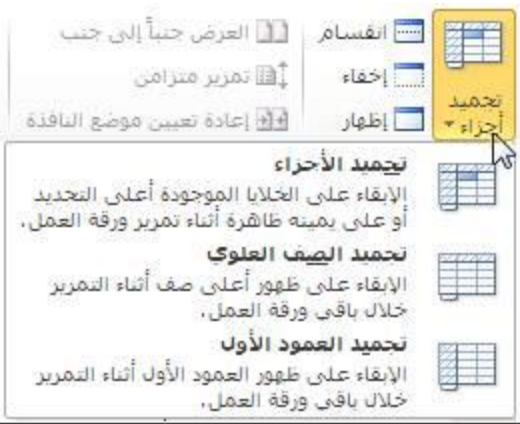 تجميد
أجزاء
انقسام
إخفاء
إظهار
العرض جنباً إلى جنب
تمرير متزامن
إعادة تعيين موضع النافذة
تجميد الأجزاء
الإبقاء على الخلايا الموجودة أعلى التحديد
أو على يمينه ظاهرة أثناء تمرير ورقة العمل.
تجميد الصف العلوي
الإبقاء على ظهور أعلى صف أثناء التمرير
خلال باقي ورقة العمل.
تجميد العمود الأول
الإبقاء على ظهور العمود الأول أثناء التمرير
خلال باقي ورقة العمل.